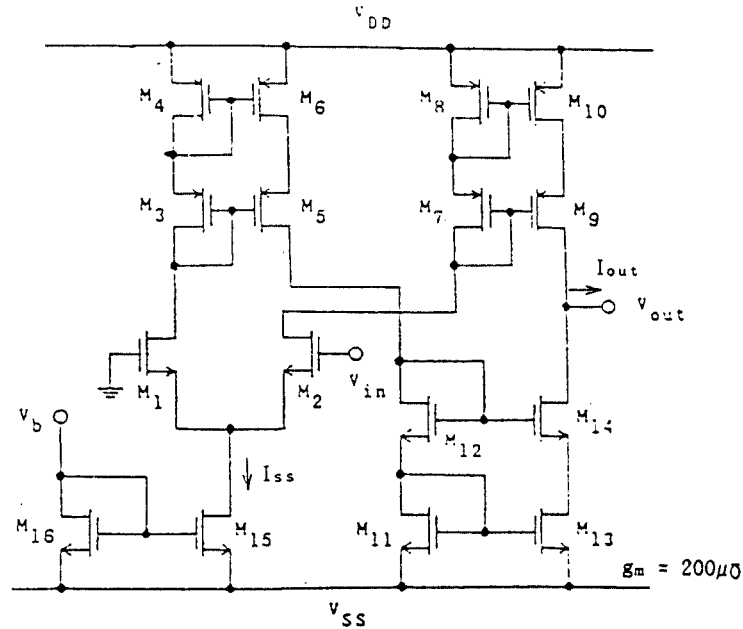 VDD
M4
M6
M8
M10
M3
M5
M7
M9
Iout
Vout
M1
M2
Vin
Vb
M12
M14
Iss
M16
M15
M11
M13
gm = 200μ℧
VSS